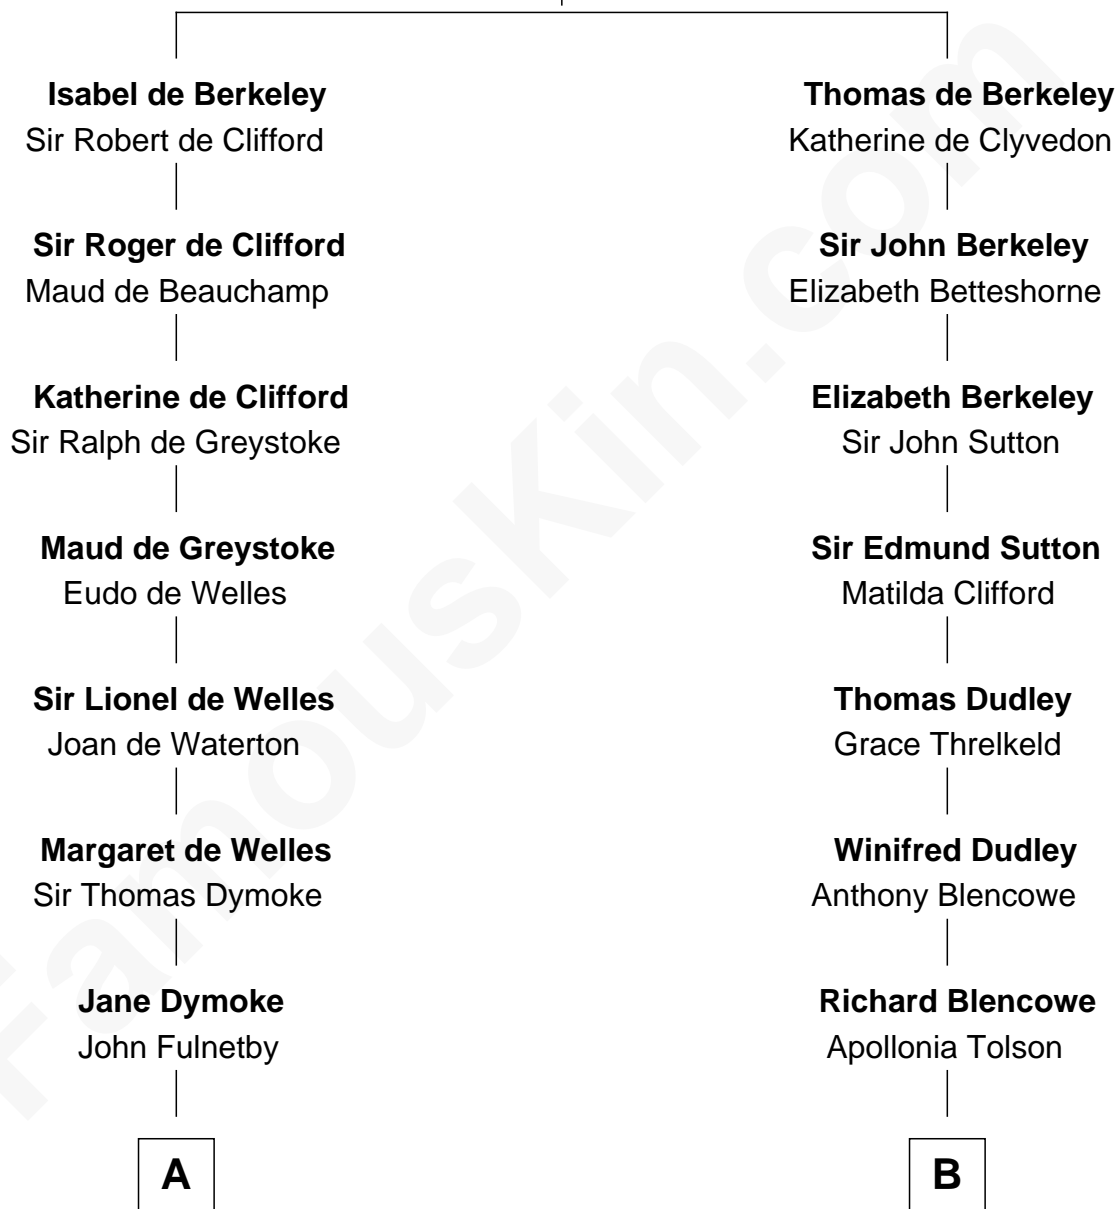 Isabel de Berkeley
Sir Robert de Clifford
Sir Roger de Clifford
Maud de Beauchamp
Katherine de Clifford
Sir Ralph de Greystoke
Maud de Greystoke
Eudo de Welles
Sir Lionel de Welles
Joan de Waterton
Margaret de Welles
Sir Thomas Dymoke
Jane Dymoke
John Fulnetby
A
Thomas de Berkeley
Katherine de Clyvedon
Sir John Berkeley
Elizabeth Betteshorne
Elizabeth Berkeley
Sir John Sutton
Sir Edmund Sutton
Matilda Clifford
Thomas Dudley
Grace Threlkeld
Winifred Dudley
Anthony Blencowe
Richard Blencowe
Apollonia Tolson
B
FamousKin.com